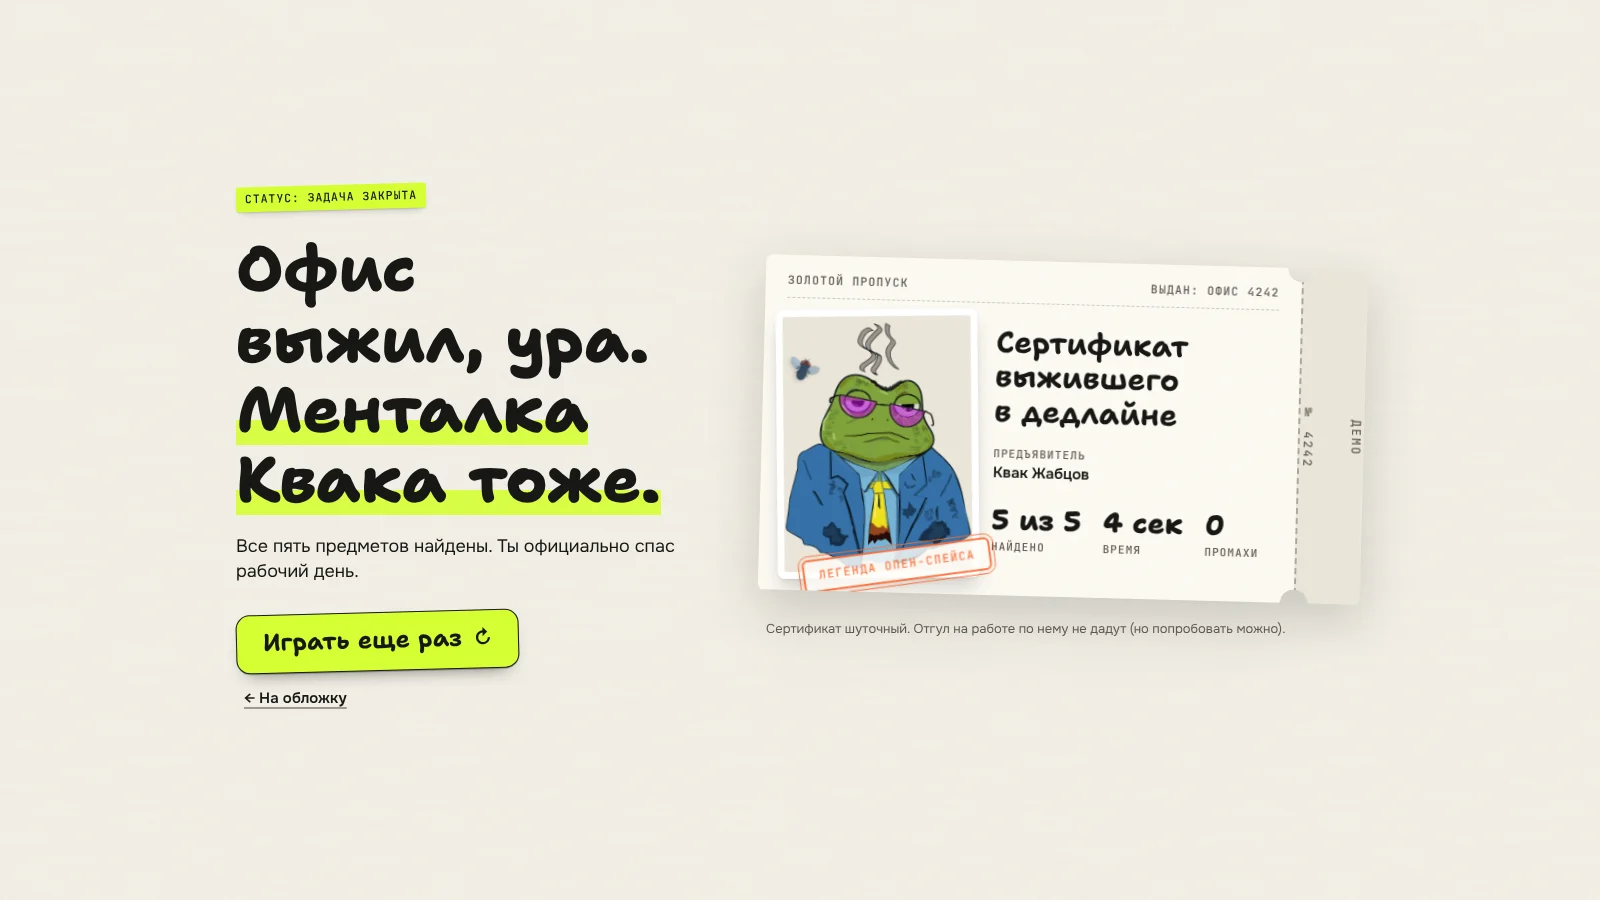 СТАТУС: ЗАДАЧА ЗАКРЫТА
Офис
выжил, ура.
Менталка
Квака тоже.
Все пять предметов найдены. Ты официально спас
рабочий день.
Играть еще раз
← На обложку
ЗОЛОТОЙ ПРОПУСК
ВЫДАН: ОФИС 4242
Сертификат
выжившего
в дедлайне
ПРЕДЪЯВИТЕЛЬ
Квак Жабцов
5 из 5 4 сек 0
НАЙДЕНО ВРЕМЯ ПРОМАХИ
ЛЕГЕНДА ОПЕН-СПЕЙСА
№ 4242
ДЕМО
Сертификат шуточный. Отгул на работе по нему не дадут (но попробовать можно).